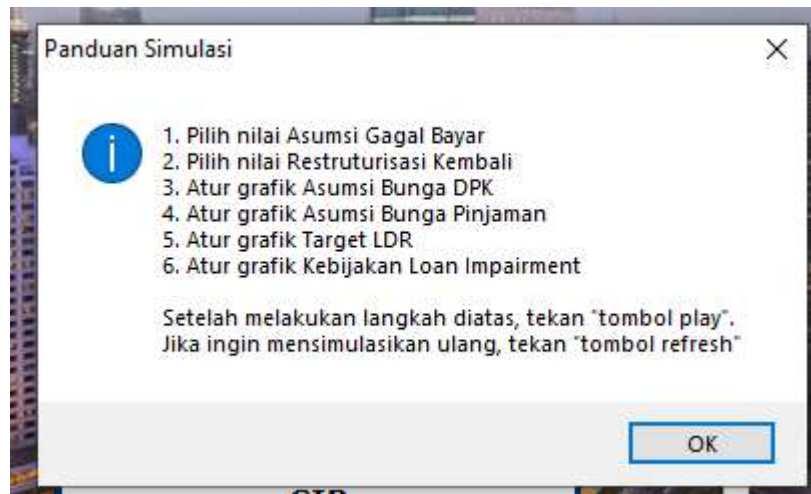 Panduan Simulasi
1. Pilih nilai Asumsi Gagal Bayar
2. Pilih nilai Restruturisasi Kembali
3. Atur grafik Asumsi Bunga DPK
4. Atur grafik Asumsi Bunga Pinjaman
5. Atur grafik Target LDR
6. Atur grafik Kebijakan Loan Impairment
Setelah melakukan langkah diatas, tekan "tombol play".
Jika ingin mensimulasikan ulang, tekan "tombol refresh"
OK